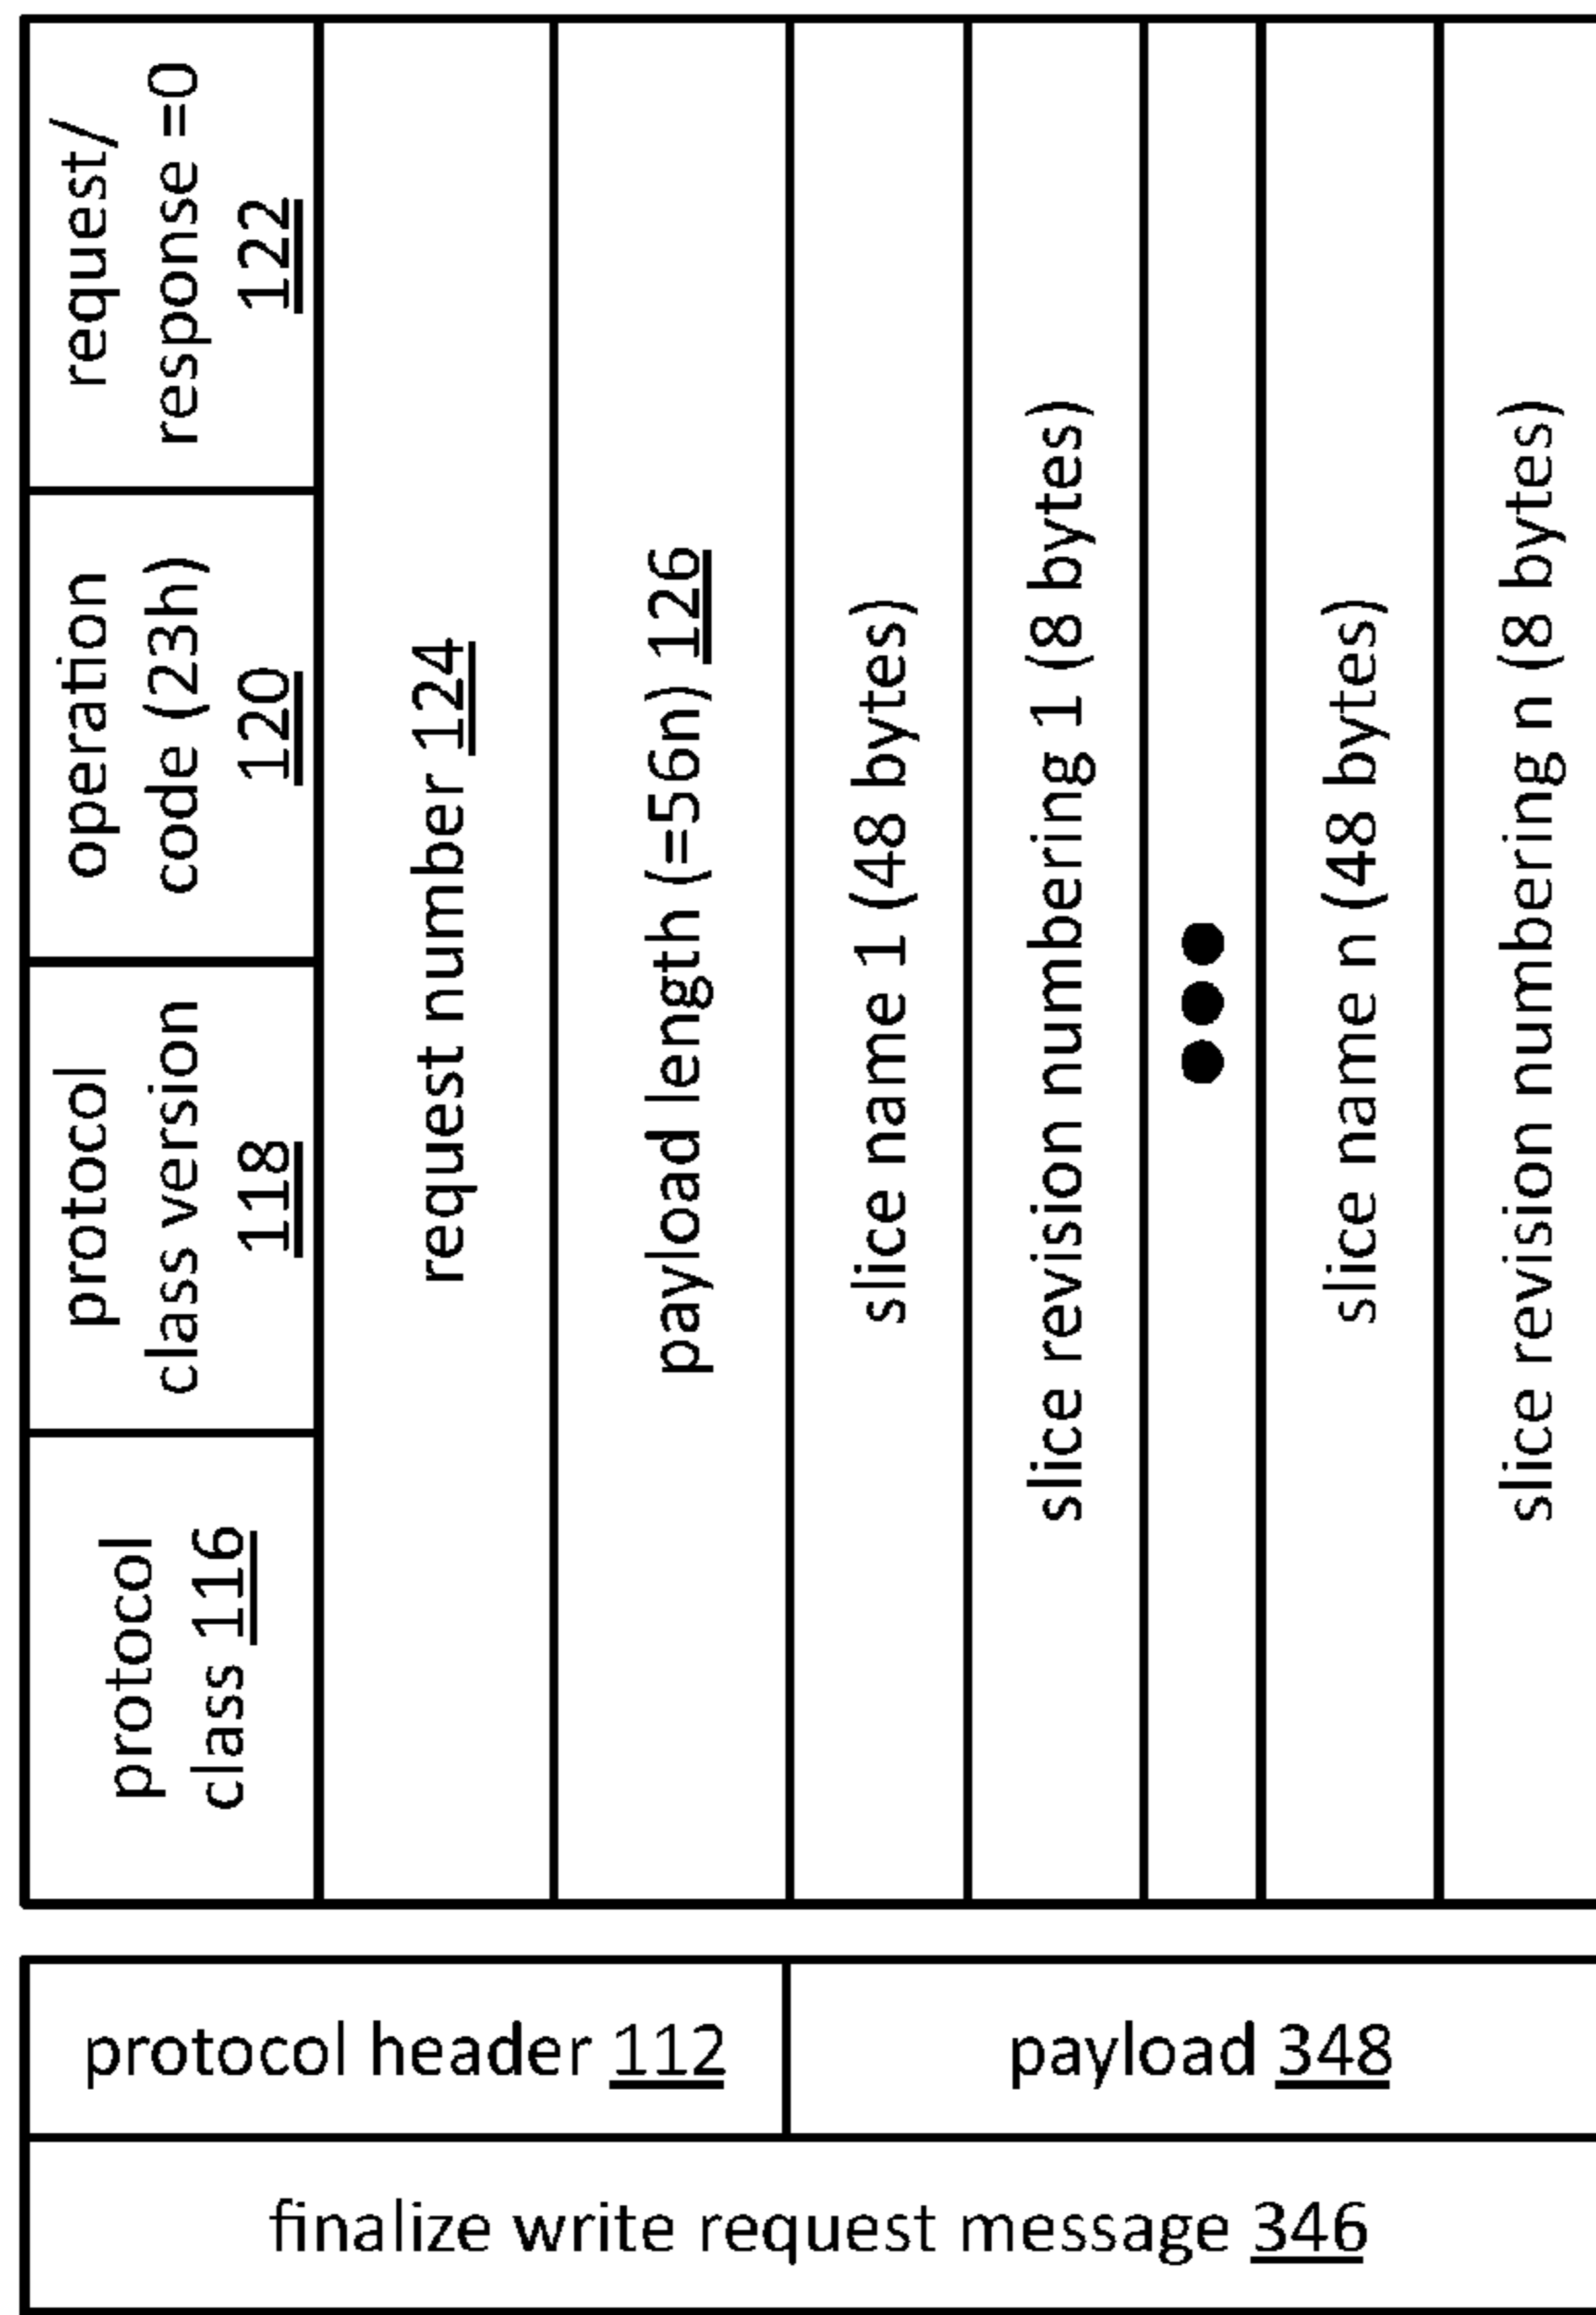 protocol
class 116
protocol
class version
118
operation
code (23h)
120
request/
response =0
122
request number 124
payload length (=56n) 126
slice name 1 (48 bytes)
slice revision numbering 1 (8 bytes)
●●●
slice name n (48 bytes)
slice revision numbering n (8 bytes)
protocol header 112
payload 348
finalize write request message 346